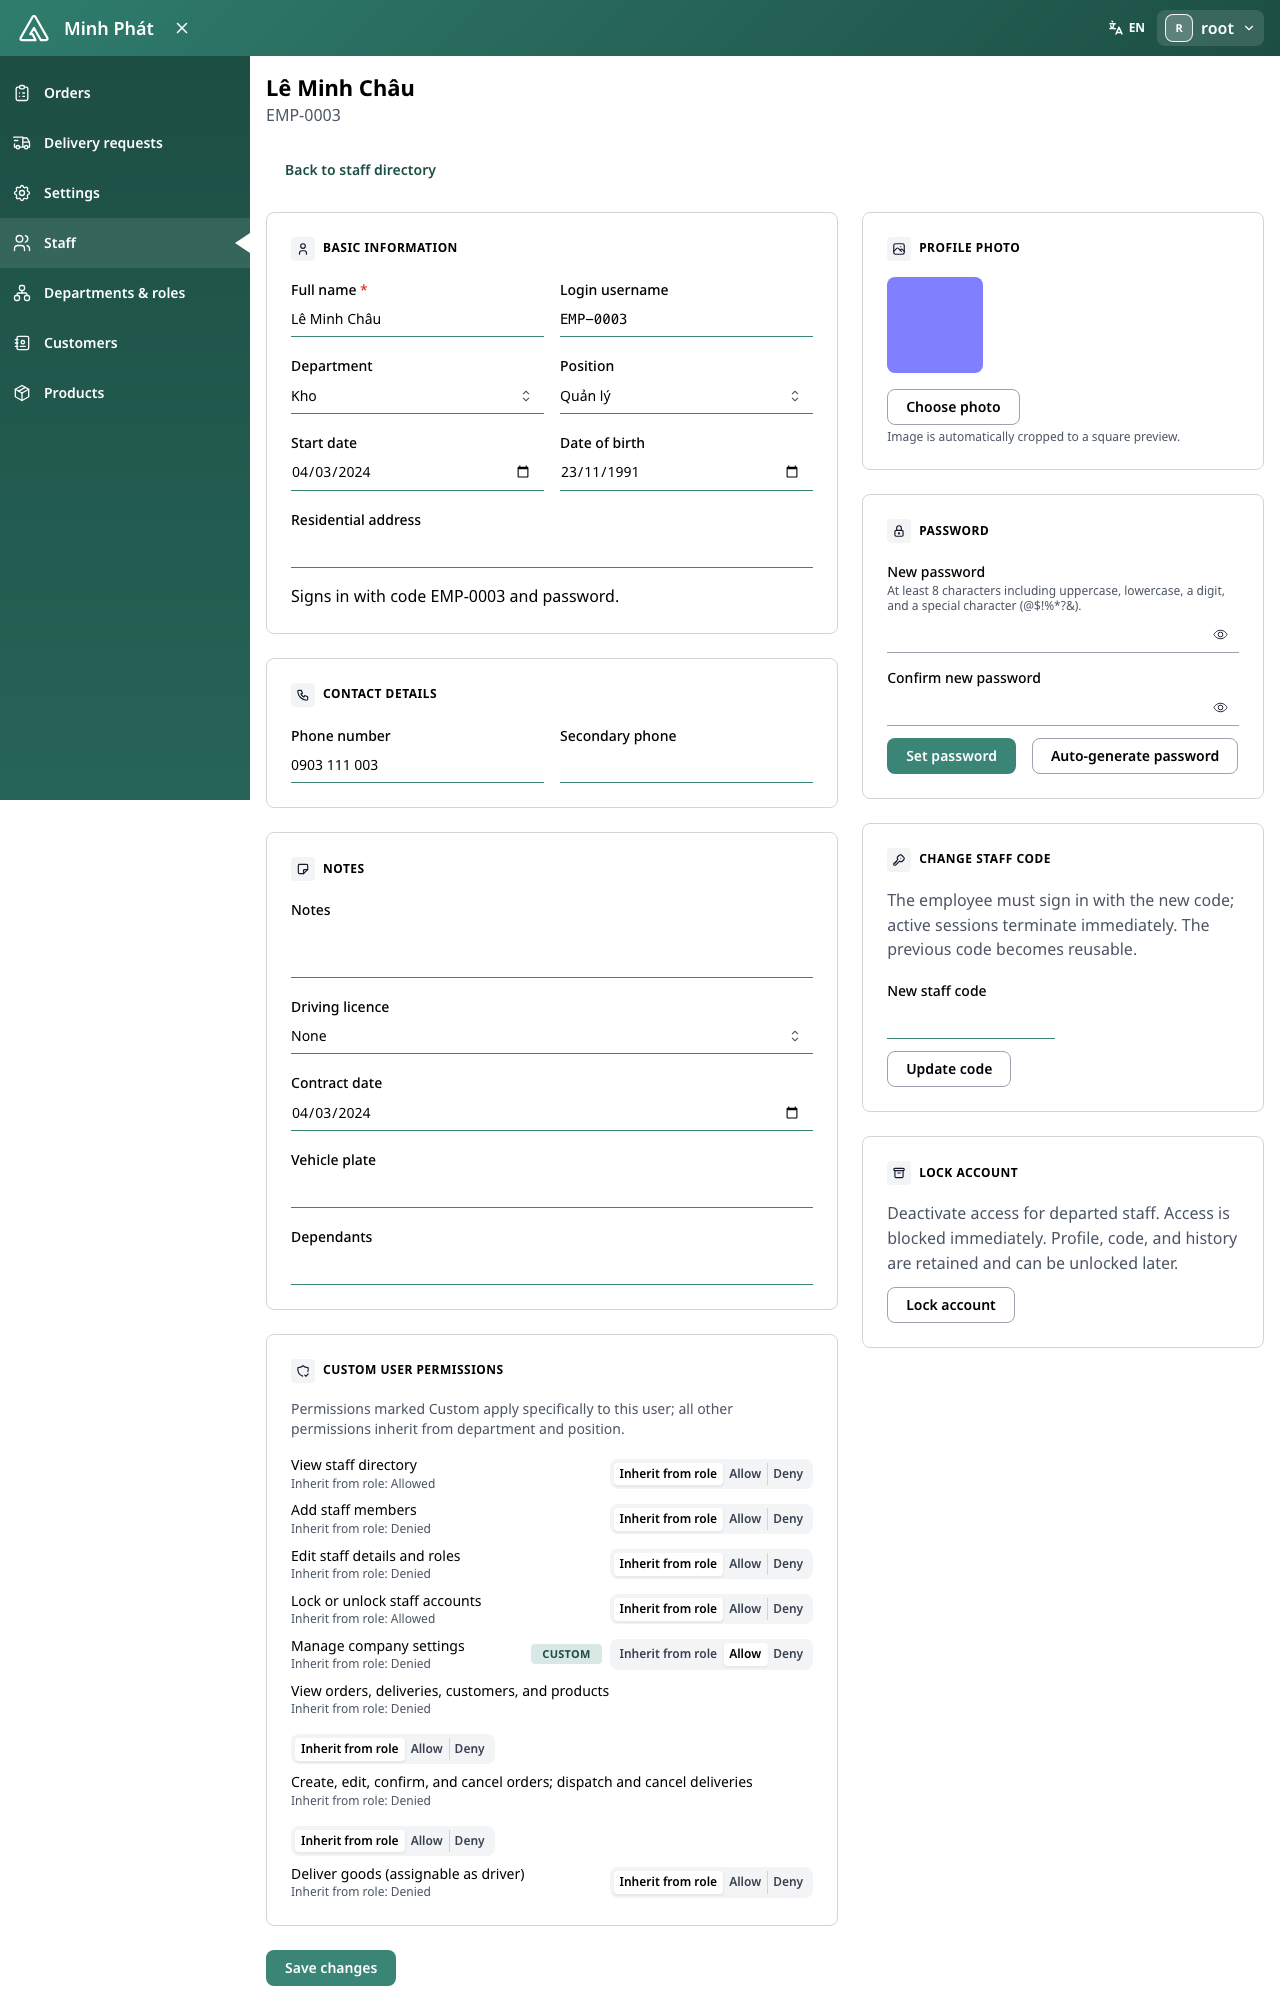 Minh Phát
EN
R
root
Orders
Delivery requests
Settings
Staff
Departments & roles
Customers
Products
Lê Minh Châu
EMP-0003
Back to staff directory
BASIC INFORMATION
Full name *
Login username
Lê Minh Châu
EMP-0003
Department
Position
Kho
Quản lý
Start date
Date of birth
04/03/2024
23/11/1991
Residential address
Signs in with code EMP-0003 and password.
CONTACT DETAILS
Phone number
Secondary phone
0903 111 003
NOTES
Notes
Driving licence
None
Contract date
04/03/2024
Vehicle plate
Dependants
CUSTOM USER PERMISSIONS
Permissions marked Custom apply specifically to this user; all other
permissions inherit from department and position.
View staff directory
Inherit from role: Allowed
Inherit from role Allow Deny
Add staff members
Inherit from role: Denied
Inherit from role Allow Deny
Edit staff details and roles
Inherit from role: Denied
Inherit from role Allow Deny
Lock or unlock staff accounts
Inherit from role: Allowed
Inherit from role Allow Deny
Manage company settings
Inherit from role: Denied
CUSTOM
Inherit from role Allow Deny
View orders, deliveries, customers, and products
Inherit from role: Denied
Inherit from role Allow Deny
Create, edit, confirm, and cancel orders; dispatch and cancel deliveries
Inherit from role: Denied
Inherit from role Allow Deny
Deliver goods (assignable as driver)
Inherit from role: Denied
Inherit from role Allow Deny
Save changes
PROFILE PHOTO
Choose photo
Image is automatically cropped to a square preview.
PASSWORD
New password
At least 8 characters including uppercase, lowercase, a digit,
and a special character (@$!%*?&).
Confirm new password
Set password
Auto-generate password
CHANGE STAFF CODE
The employee must sign in with the new code;
active sessions terminate immediately. The
previous code becomes reusable.
New staff code
Update code
LOCK ACCOUNT
Deactivate access for departed staff. Access is
blocked immediately. Profile, code, and history
are retained and can be unlocked later.
Lock account